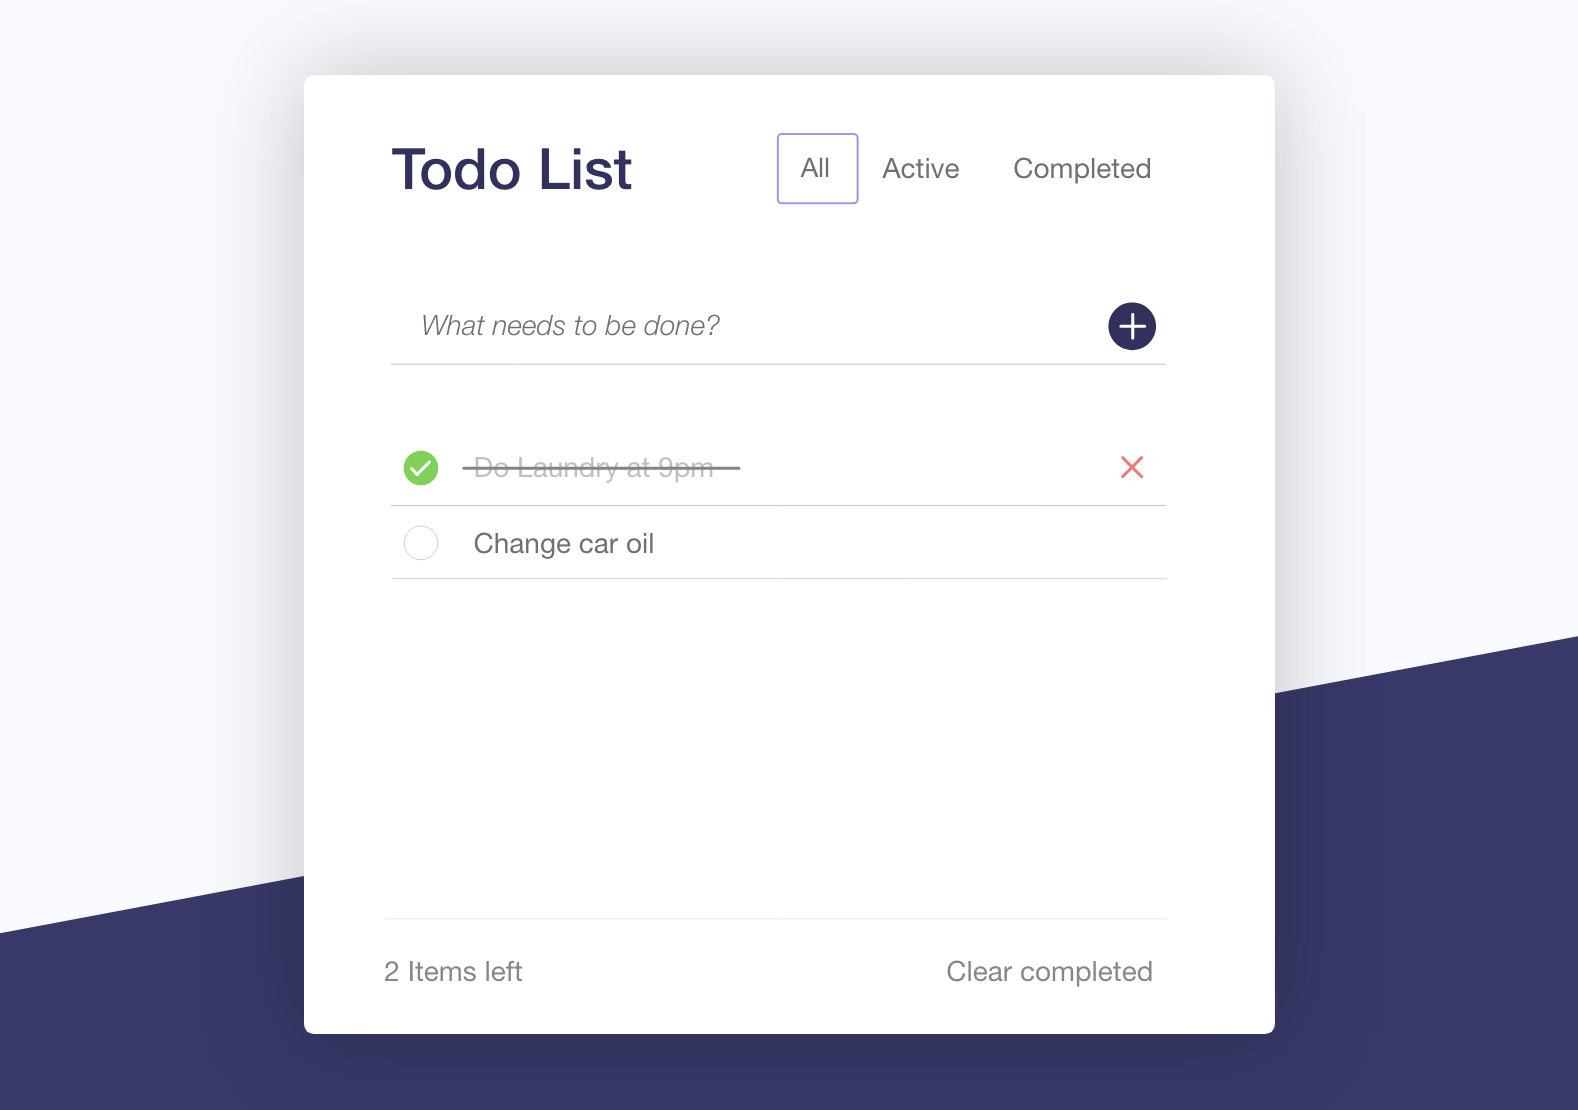 Todo List
All Active Completed
What needs to be done?
Do Laundry at 9pm
Change car oil
2 Items left Clear completed